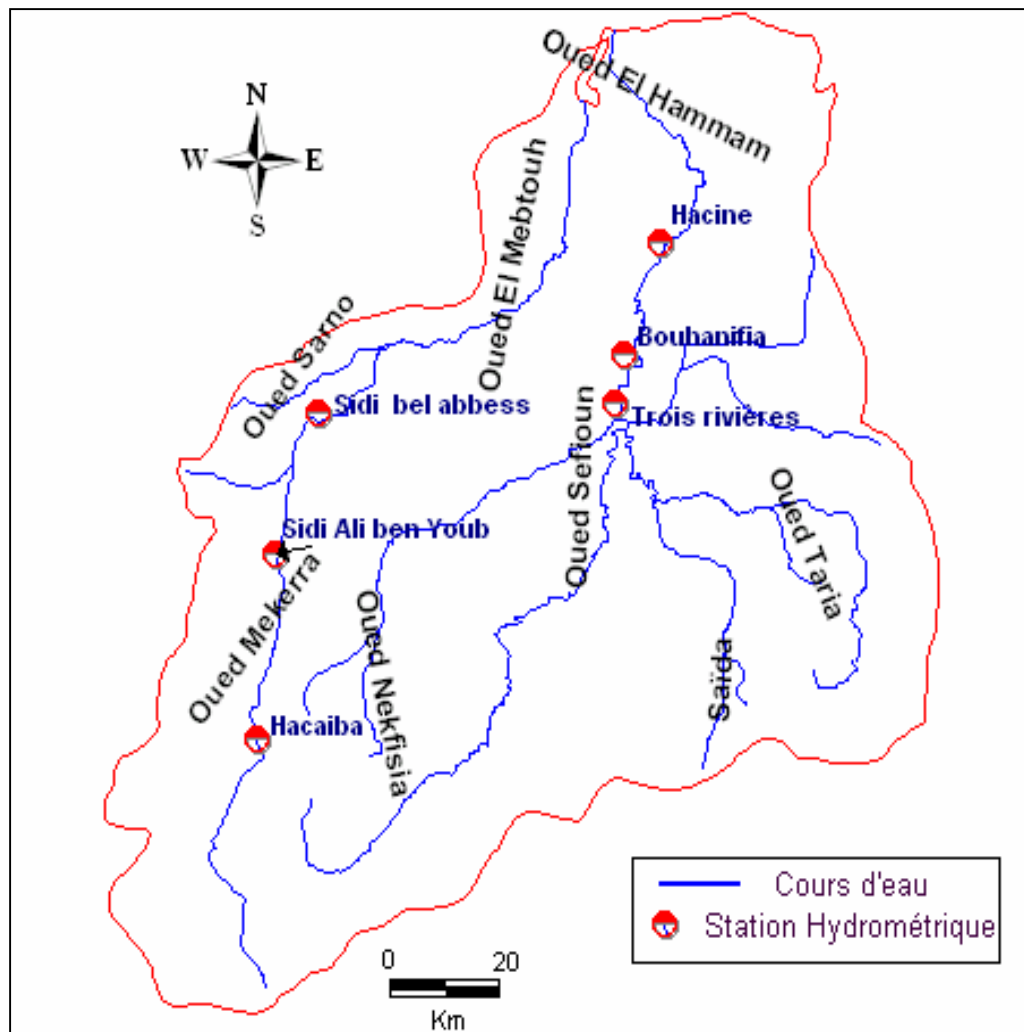 Oued El Hammam
N
W
E
S
Oued El Mebtouh
Hacine
Oued Sarno
Bouhanifia
Sidi bel abbess
Trois rivières
Oued Sefioun
Oued Taria
Sidi Ali ben Youb
Oued Mekerra
Oued Nekfisia
Saïda
Hacaiba
Cours d'eau
Station Hydrométrique
0
20
Km